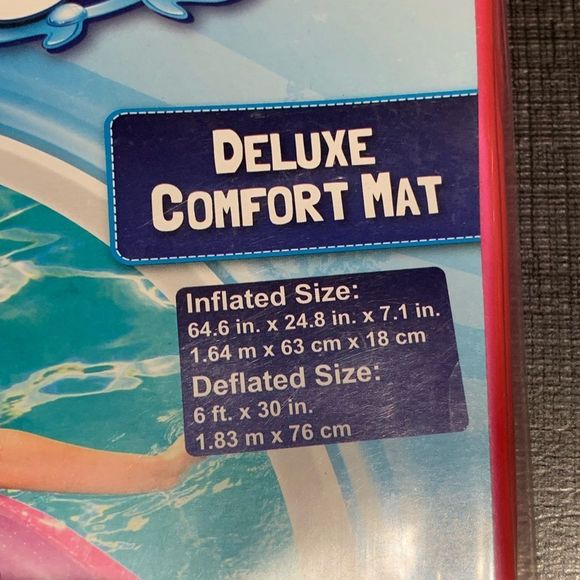 DELUXE
COMFORT MAT
Inflated Size:
64.6 in. x 24.8 in. x 7.1 in.
1.64 m x 63 cm x 18 cm
Deflated Size:
6 ft. x 30 in.
1.83 m x 76 cm